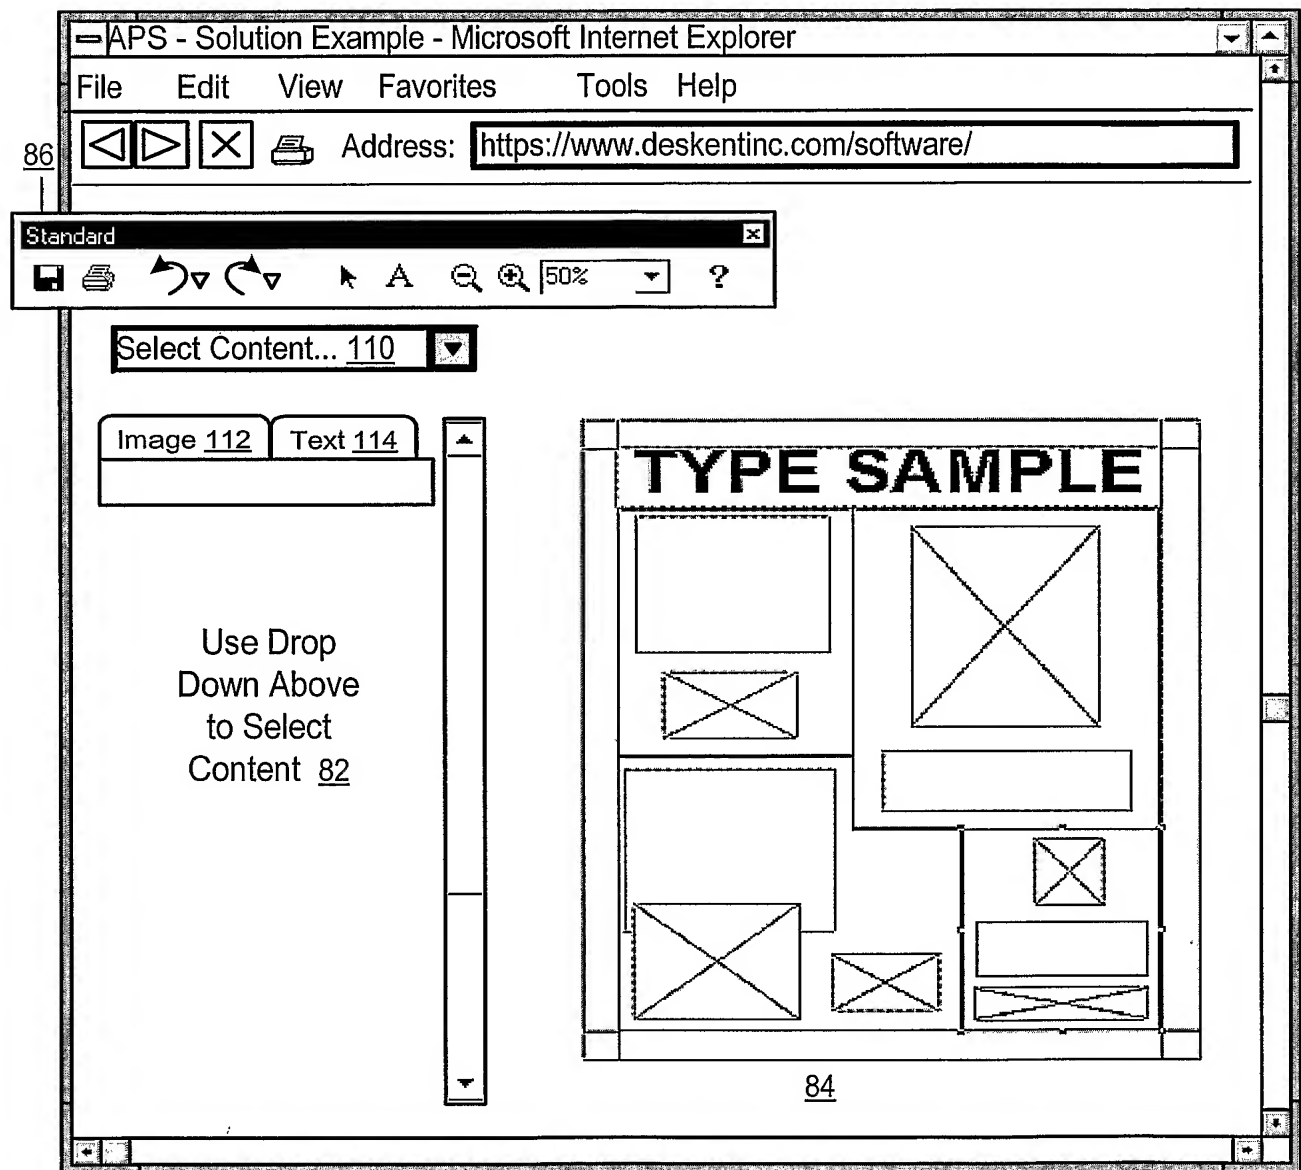 APS - Solution Example - Microsoft Internet Explorer
File Edit View Favorites Tools Help
Address: https://www.deskentinc.com/software/
86
Standard
A 50% ?
Select Content... 110
Image 112 Text 114
TYPE SAMPLE
Use Drop
Down Above
to Select
Content 82
84